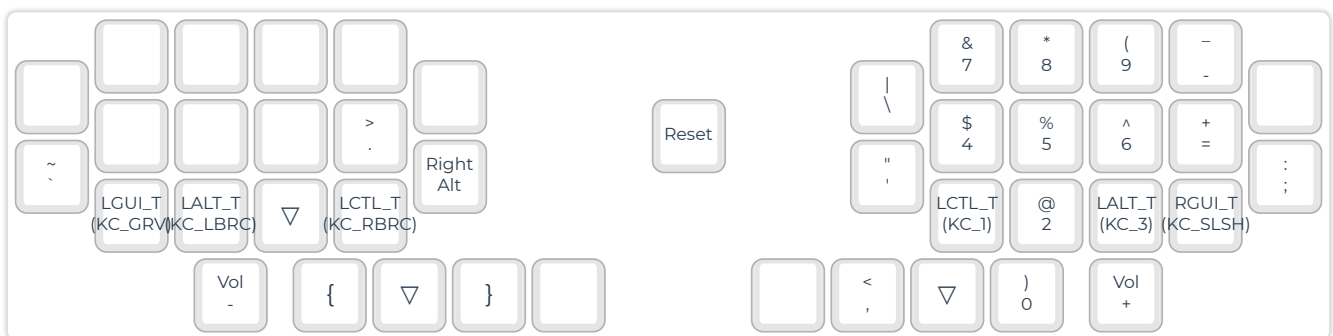 & * ( _
7 8 9 -
|
\
> $ % ^ +
. 4 5 6 =
Reset
~ Right " :
` Alt ' ;
LGUI_T LALT_T ▽ LCTL_T LCTL_T @ LALT_T RGUI_T
(KC_GRV) (KC_LBRC) (KC_RBRC) (KC_1) 2 (KC_3) (KC_SLSH)
Vol { ▽ } < ▽ ) Vol
- , 0 +